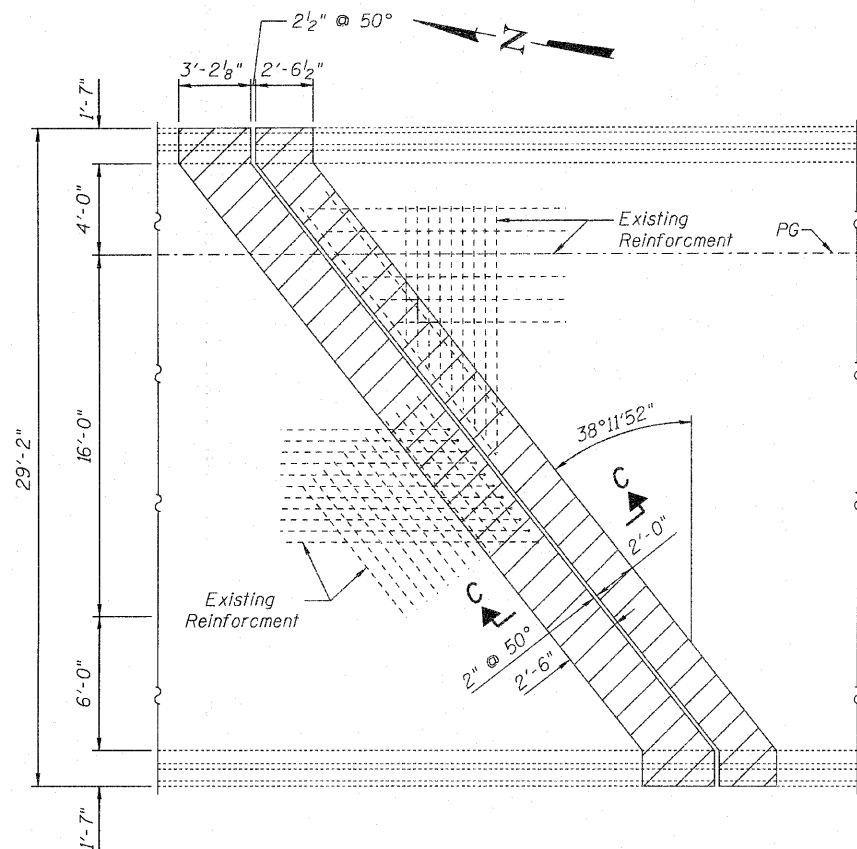 2½" @ 50°
N
3'-2⅛"
2'-6½"
1'-7"
4'-0"
Existing
Reinforcment
PG
16'-0"
29'-2"
38°11'52"
C
2'-0"
Existing
Reinforcment
C
2" @ 50°
2'-6"
6'-0"
1'-7"